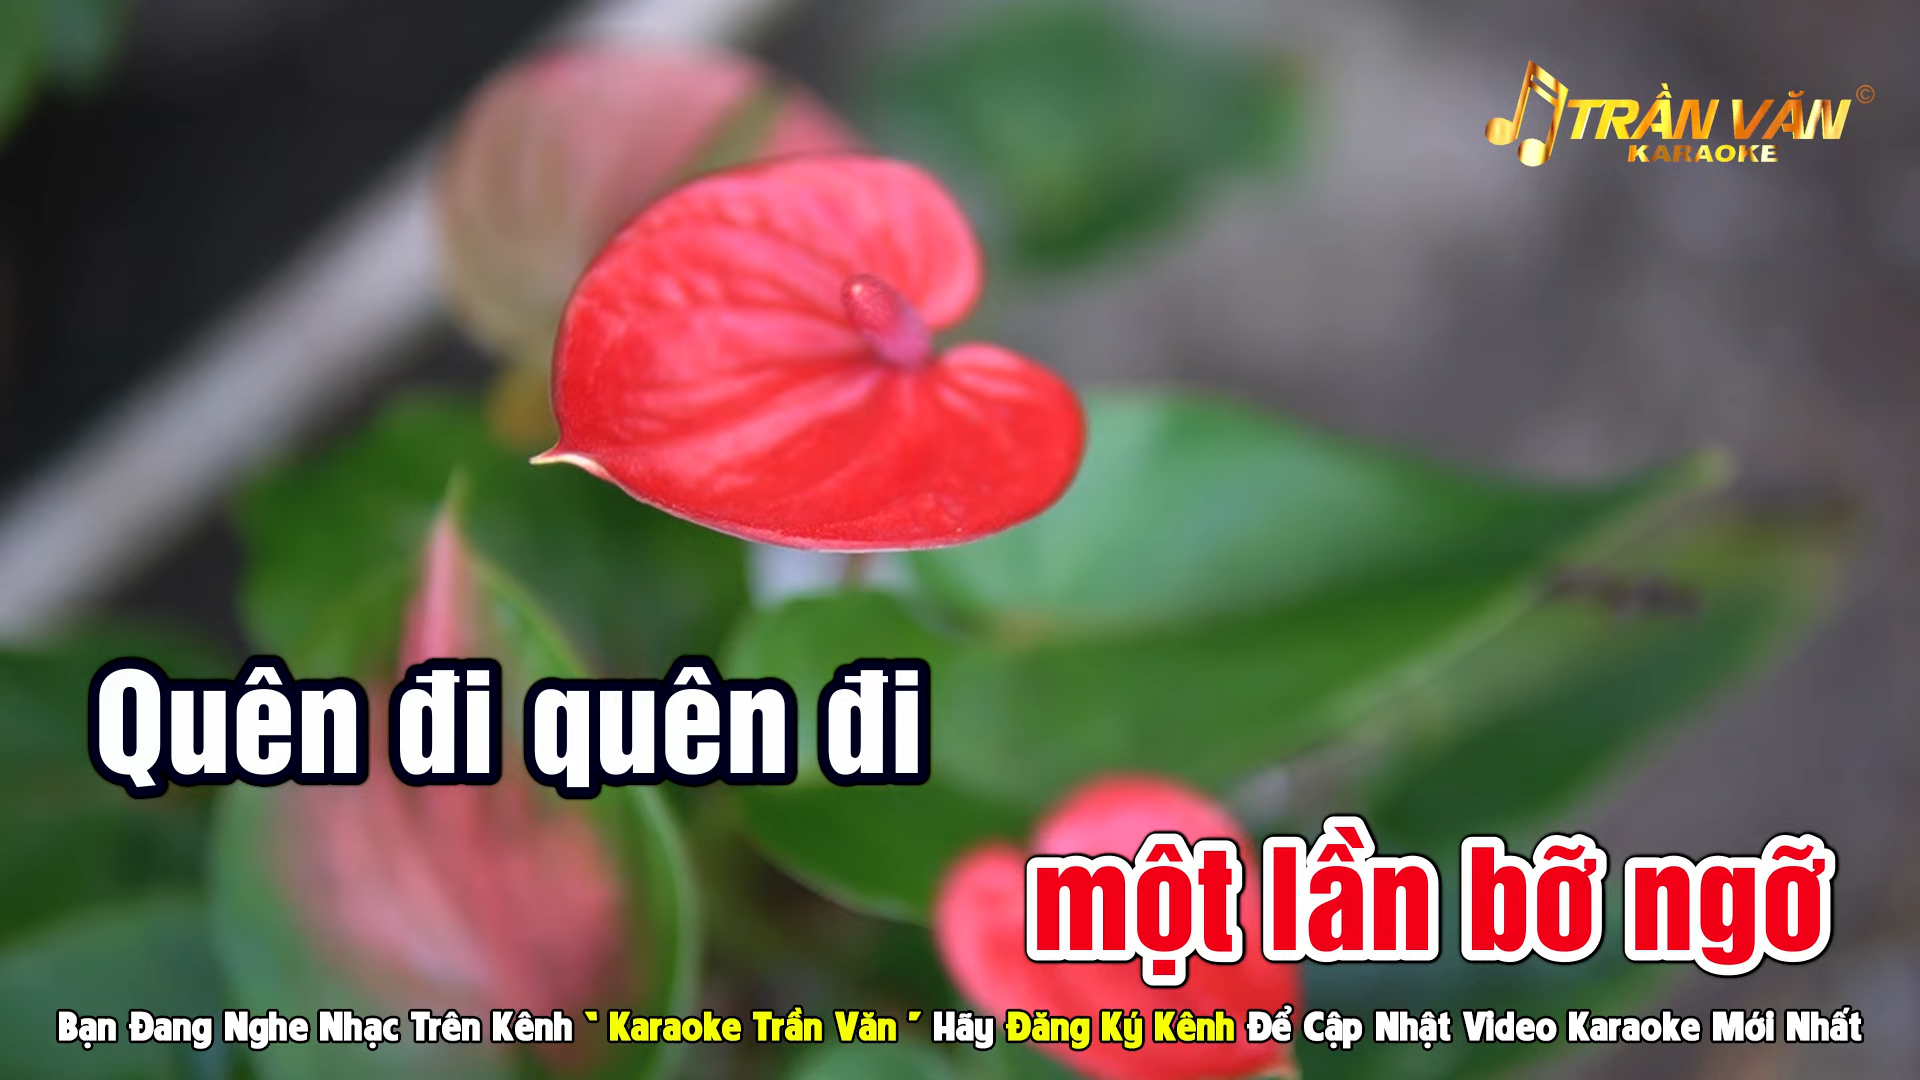 TRẦN VĂN ©
KARAOKE
Quên đi quên đi
một lần bỡ ngỡ
Bạn Đang Nghe Nhạc Trên Kênh ` Karaoke Trần Văn ´ Hãy Đăng Ký Kênh Để Cập Nhật Video Karaoke Mới Nhất